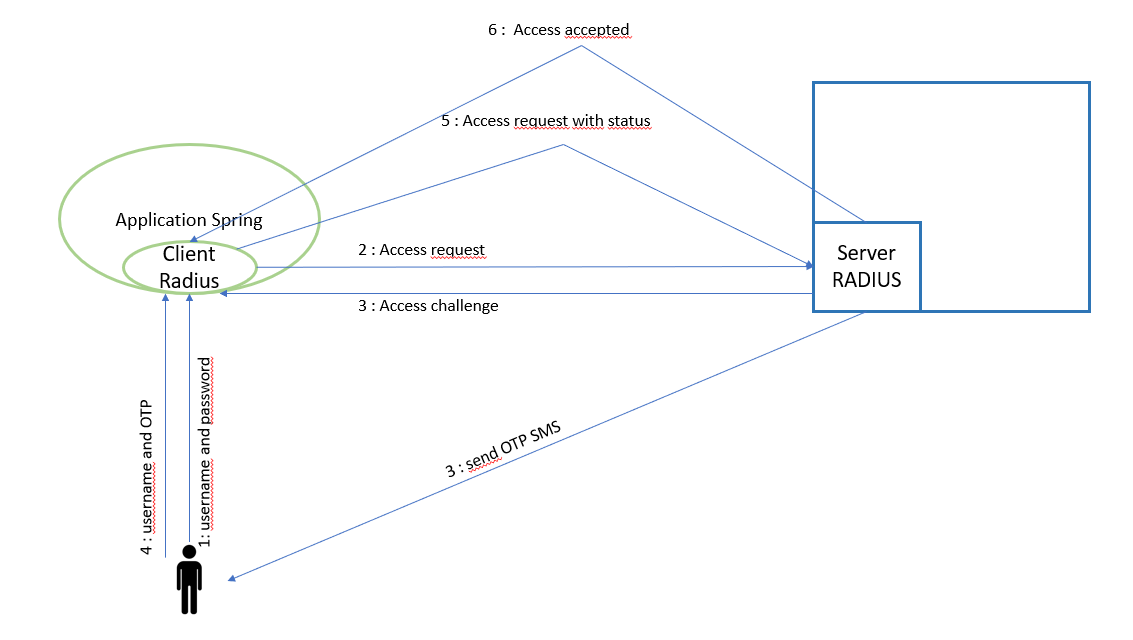 6 :  Access accepted
5 : Access request with status
Application Spring
Client
Radius
2 : Access request
Server
RADIUS
3 : Access challenge
4 : username and OTP
1: username and password
3 : send OTP SMS